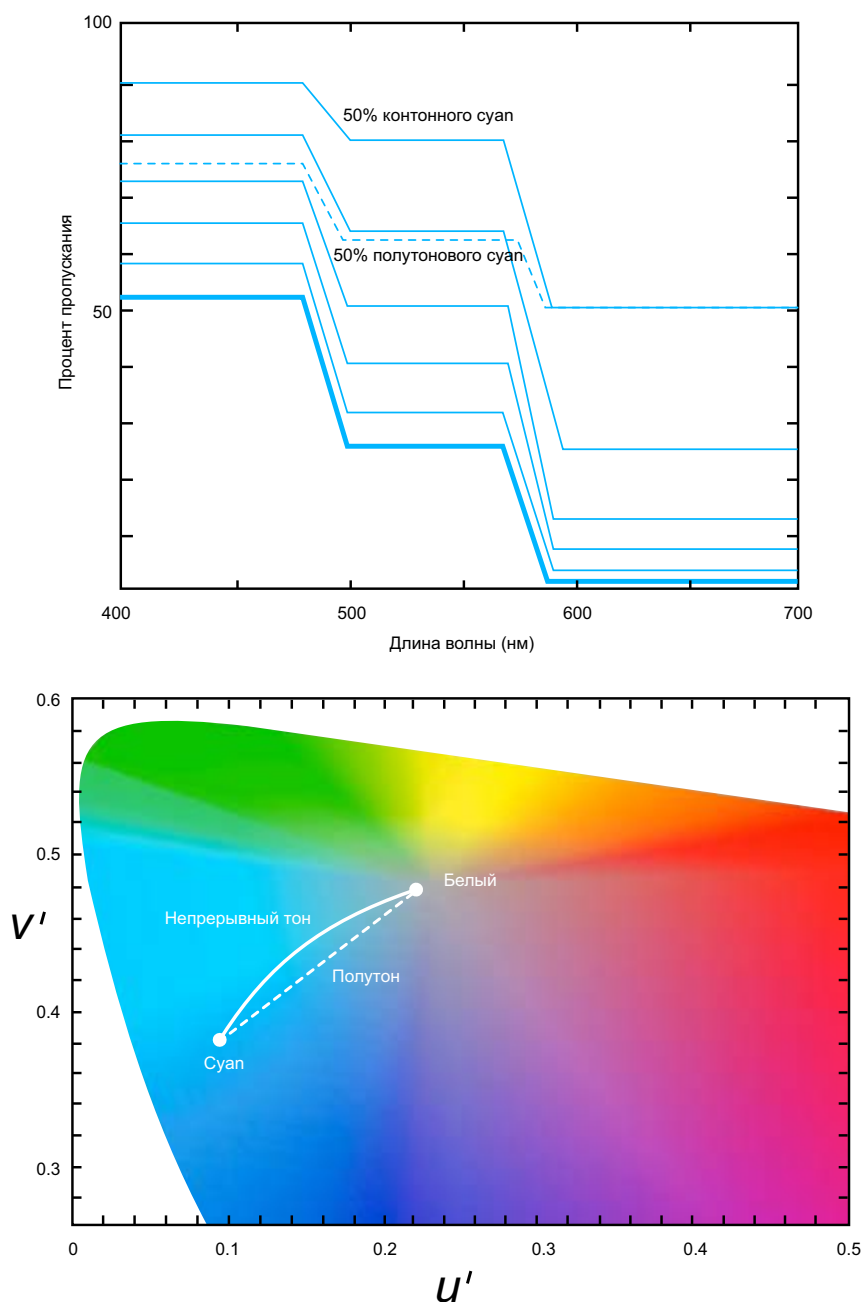 100
50% контонного cyan
50% полутонового cyan
50
Процент пропускания
400
500
600
700
Длина волны (нм)
0.6
0.5
0.4
0.3
v'
Белый
Непрерывный тон
Полутон
Cyan
0
0.1
0.2
0.3
0.4
0.5
u'